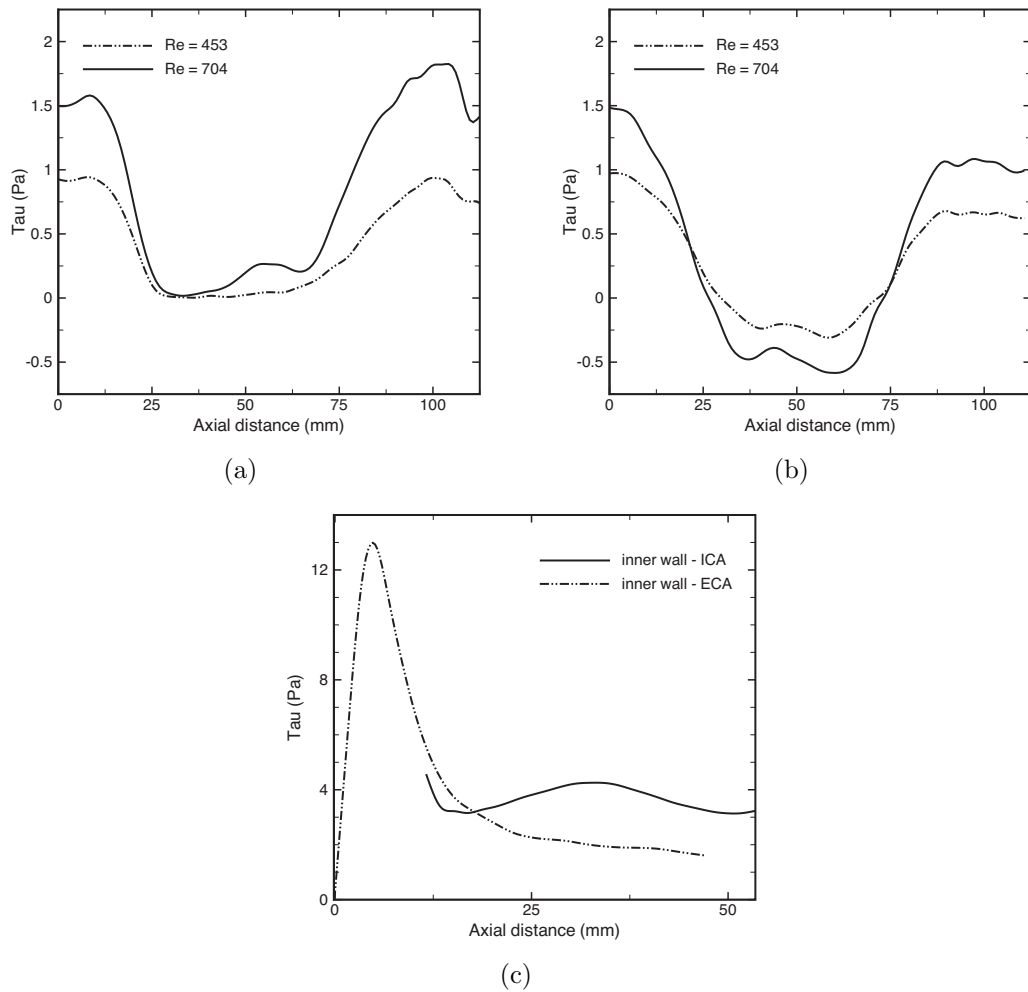 Re = 453
Re = 704
2
1.5
1
0.5
0
-0.5
Tau (Pa)
0 25 50 75 100
Axial distance (mm)
(a)
Re = 453
Re = 704
2
1.5
1
0.5
0
-0.5
Tau (Pa)
0 25 50 75 100
Axial distance (mm)
(b)
inner wall - ICA
inner wall - ECA
12
8
4
0
Tau (Pa)
0 25 50
Axial distance (mm)
(c)